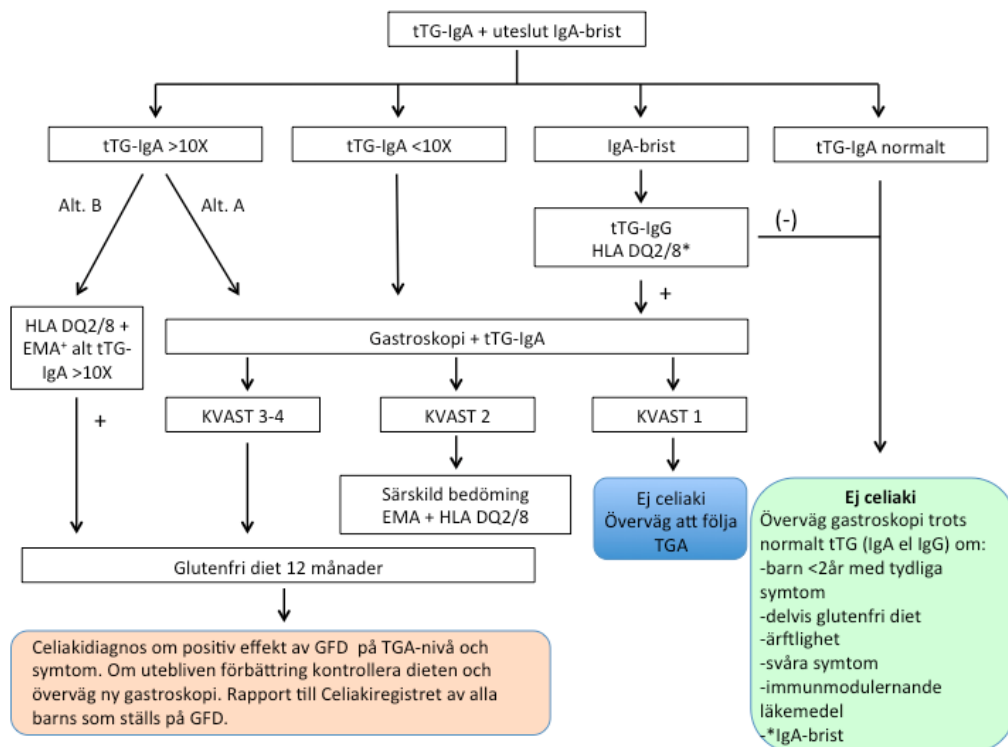 tTG-IgA + uteslut IgA-brist
tTG-IgA >10X
tTG-IgA <10X
IgA-brist
tTG-IgA normalt
Alt. B
Alt. A
tTG-IgG
HLA DQ2/8*
(-)
+
HLA DQ2/8 +
EMA⁺ alt tTG-
IgA >10X
Gastroskopi + tTG-IgA
+
KVAST 3-4
KVAST 2
KVAST 1
Särskild bedöming
EMA + HLA DQ2/8
Ej celiaki
Överväg att följa
TGA
Ej celiaki
Överväg gastroskopi trots
normalt tTG (IgA el IgG) om:
-barn <2år med tydliga
symtom
-delvis glutenfri diet
-ärftlighet
-svåra symtom
-immunmodulernande
läkemedel
-*IgA-brist
Glutenfri diet 12 månader
Celiakidiagnos om positiv effekt av GFD på TGA-nivå och
symtom. Om utebliven förbättring kontrollera dieten och
överväg ny gastroskopi. Rapport till Celiakiregistret av alla
barns som ställs på GFD.